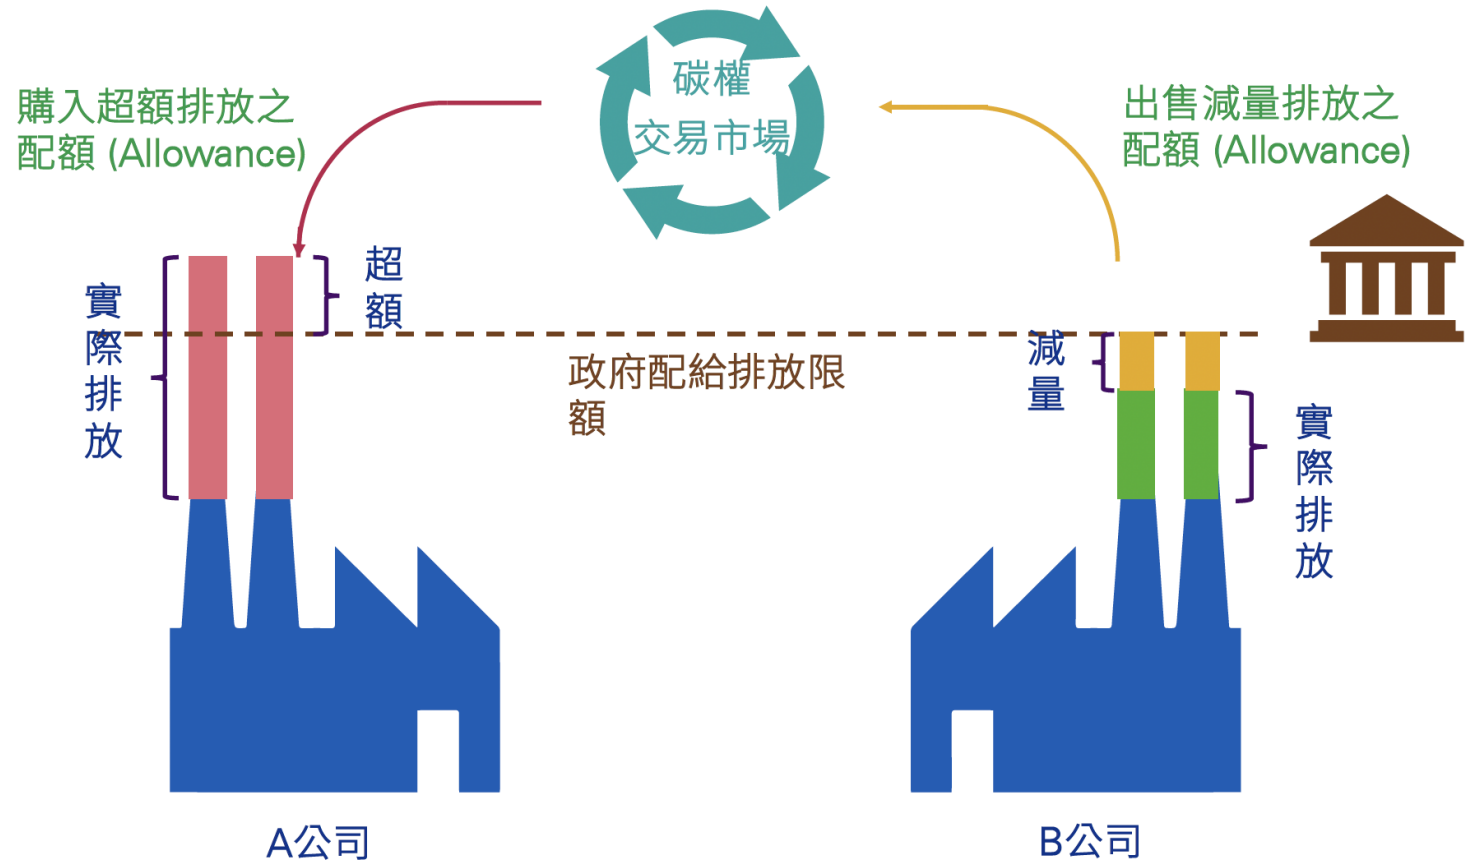 碳權
交易市場
購入超額排放之
配額 (Allowance)
出售減量排放之
配額 (Allowance)
超額
實際排放
政府配給排放限
額
減量
實際排放
A公司
B公司